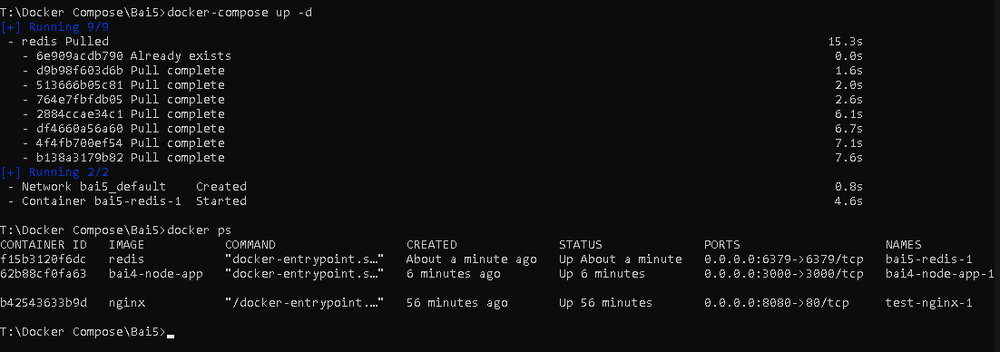 T:\Docker Compose\Bai5>docker-compose up -d
[+] Running 9/9
- redis Pulled 15.3s
- 6e909acdb790 Already exists 0.0s
- d9b98f603d6b Pull complete 1.6s
- 513666b05c81 Pull complete 2.0s
- 764e7fbfdb05 Pull complete 2.6s
- 2884ccae34c1 Pull complete 6.1s
- df4660a56a60 Pull complete 6.7s
- 4f4fb700ef54 Pull complete 7.1s
- b138a3179b82 Pull complete 7.6s
[+] Running 2/2
- Network bai5_default Created 0.8s
- Container bai5-redis-1 Started 4.6s
T:\Docker Compose\Bai5>docker ps
CONTAINER ID IMAGE COMMAND CREATED STATUS PORTS NAMES
f15b3120f6dc redis "docker-entrypoint.s…" About a minute ago Up About a minute 0.0.0.0:6379->6379/tcp bai5-redis-1
62b88cf0fa63 bai4-node-app "docker-entrypoint.s…" 6 minutes ago Up 6 minutes 0.0.0.0:3000->3000/tcp bai4-node-app-1
b42543633b9d nginx "/docker-entrypoint.…" 56 minutes ago Up 56 minutes 0.0.0.0:8080->80/tcp test-nginx-1
T:\Docker Compose\Bai5>